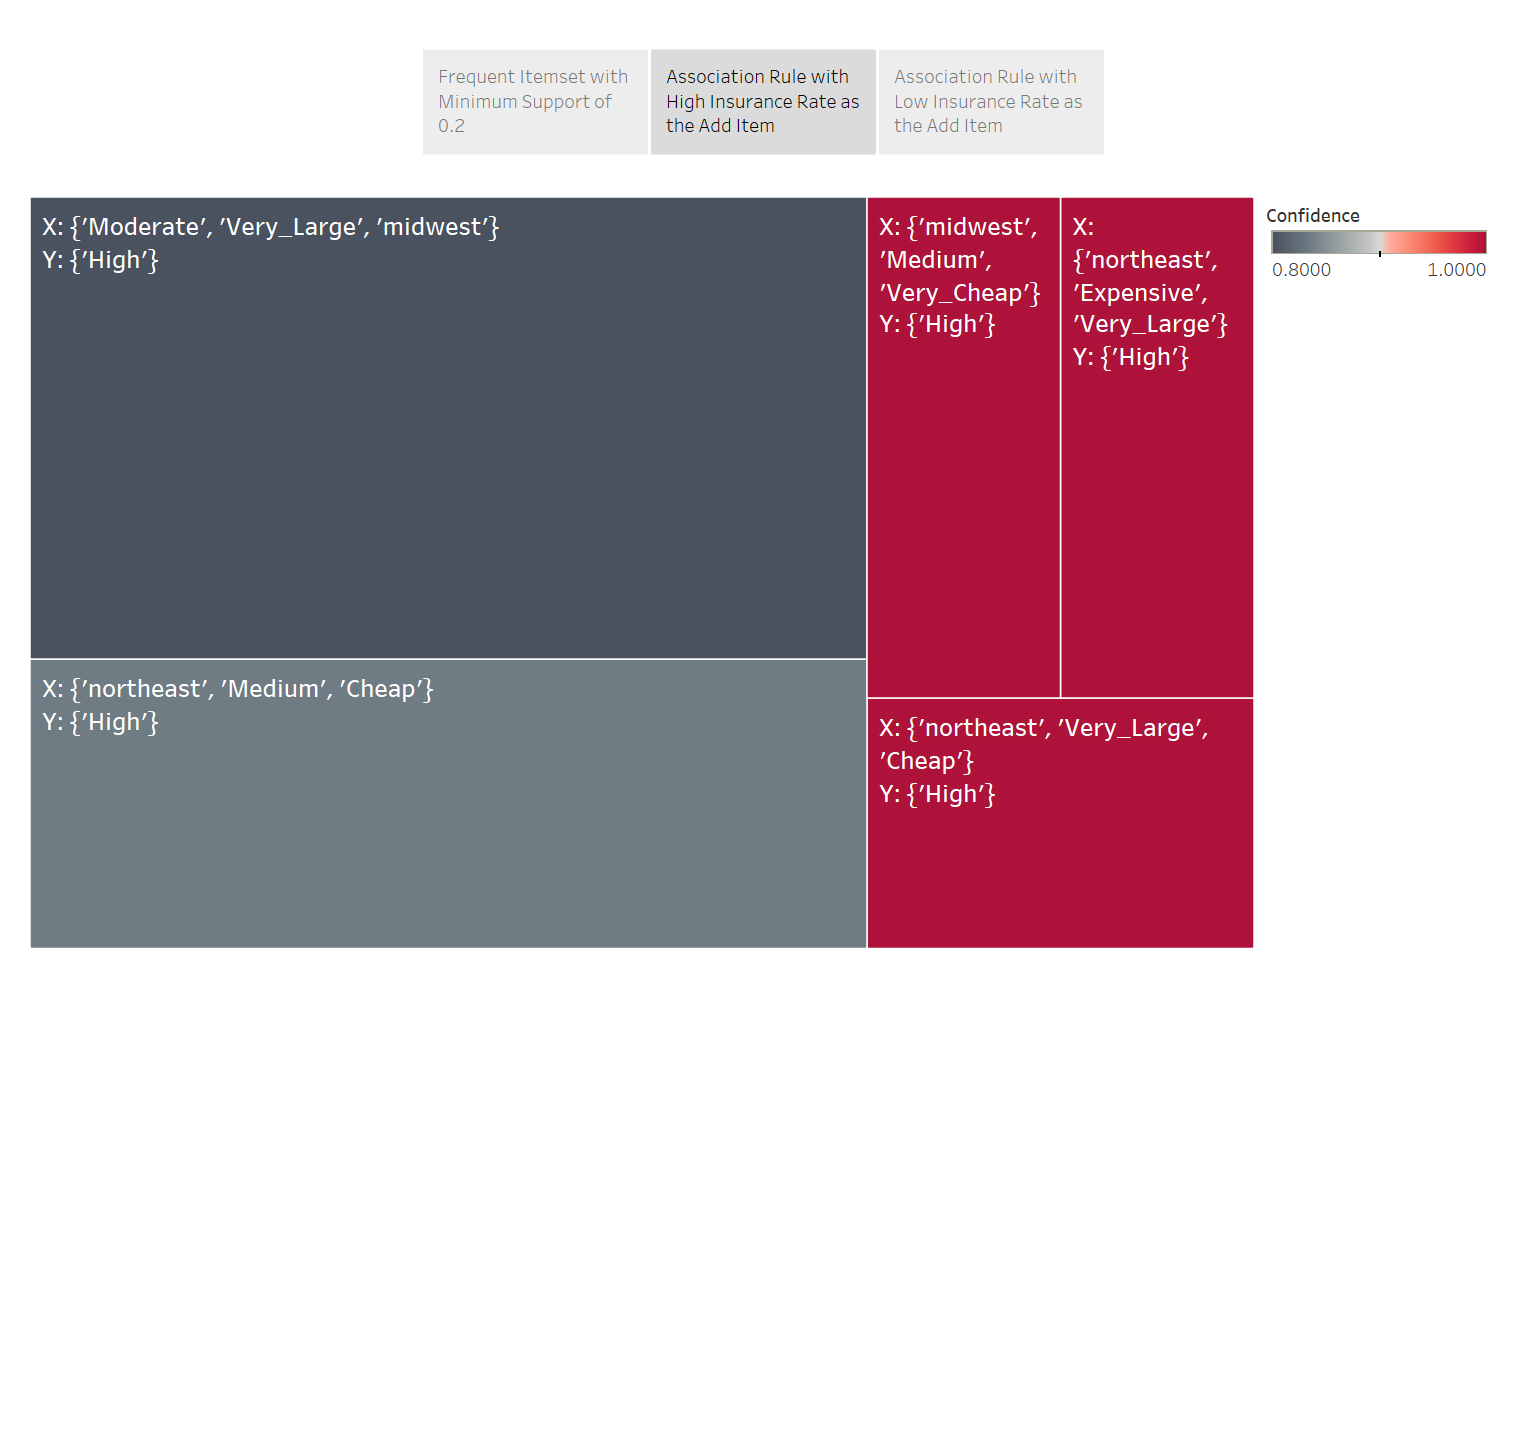 Frequent Itemset with
Minimum Support of
0.2
Association Rule with
High Insurance Rate as
the Add Item
Association Rule with
Low Insurance Rate as
the Add Item
X: {’Moderate’, ’Very_Large’, ’midwest’}
Y: {’High’}
X: {’midwest’,
’Medium’,
’Very_Cheap’}
Y: {’High’}
X:
{’northeast’,
’Expensive’,
’Very_Large’}
Y: {’High’}
Confidence
0.8000 1.0000
X: {’northeast’, ’Medium’, ’Cheap’}
Y: {’High’}
X: {’northeast’, ’Very_Large’,
’Cheap’}
Y: {’High’}